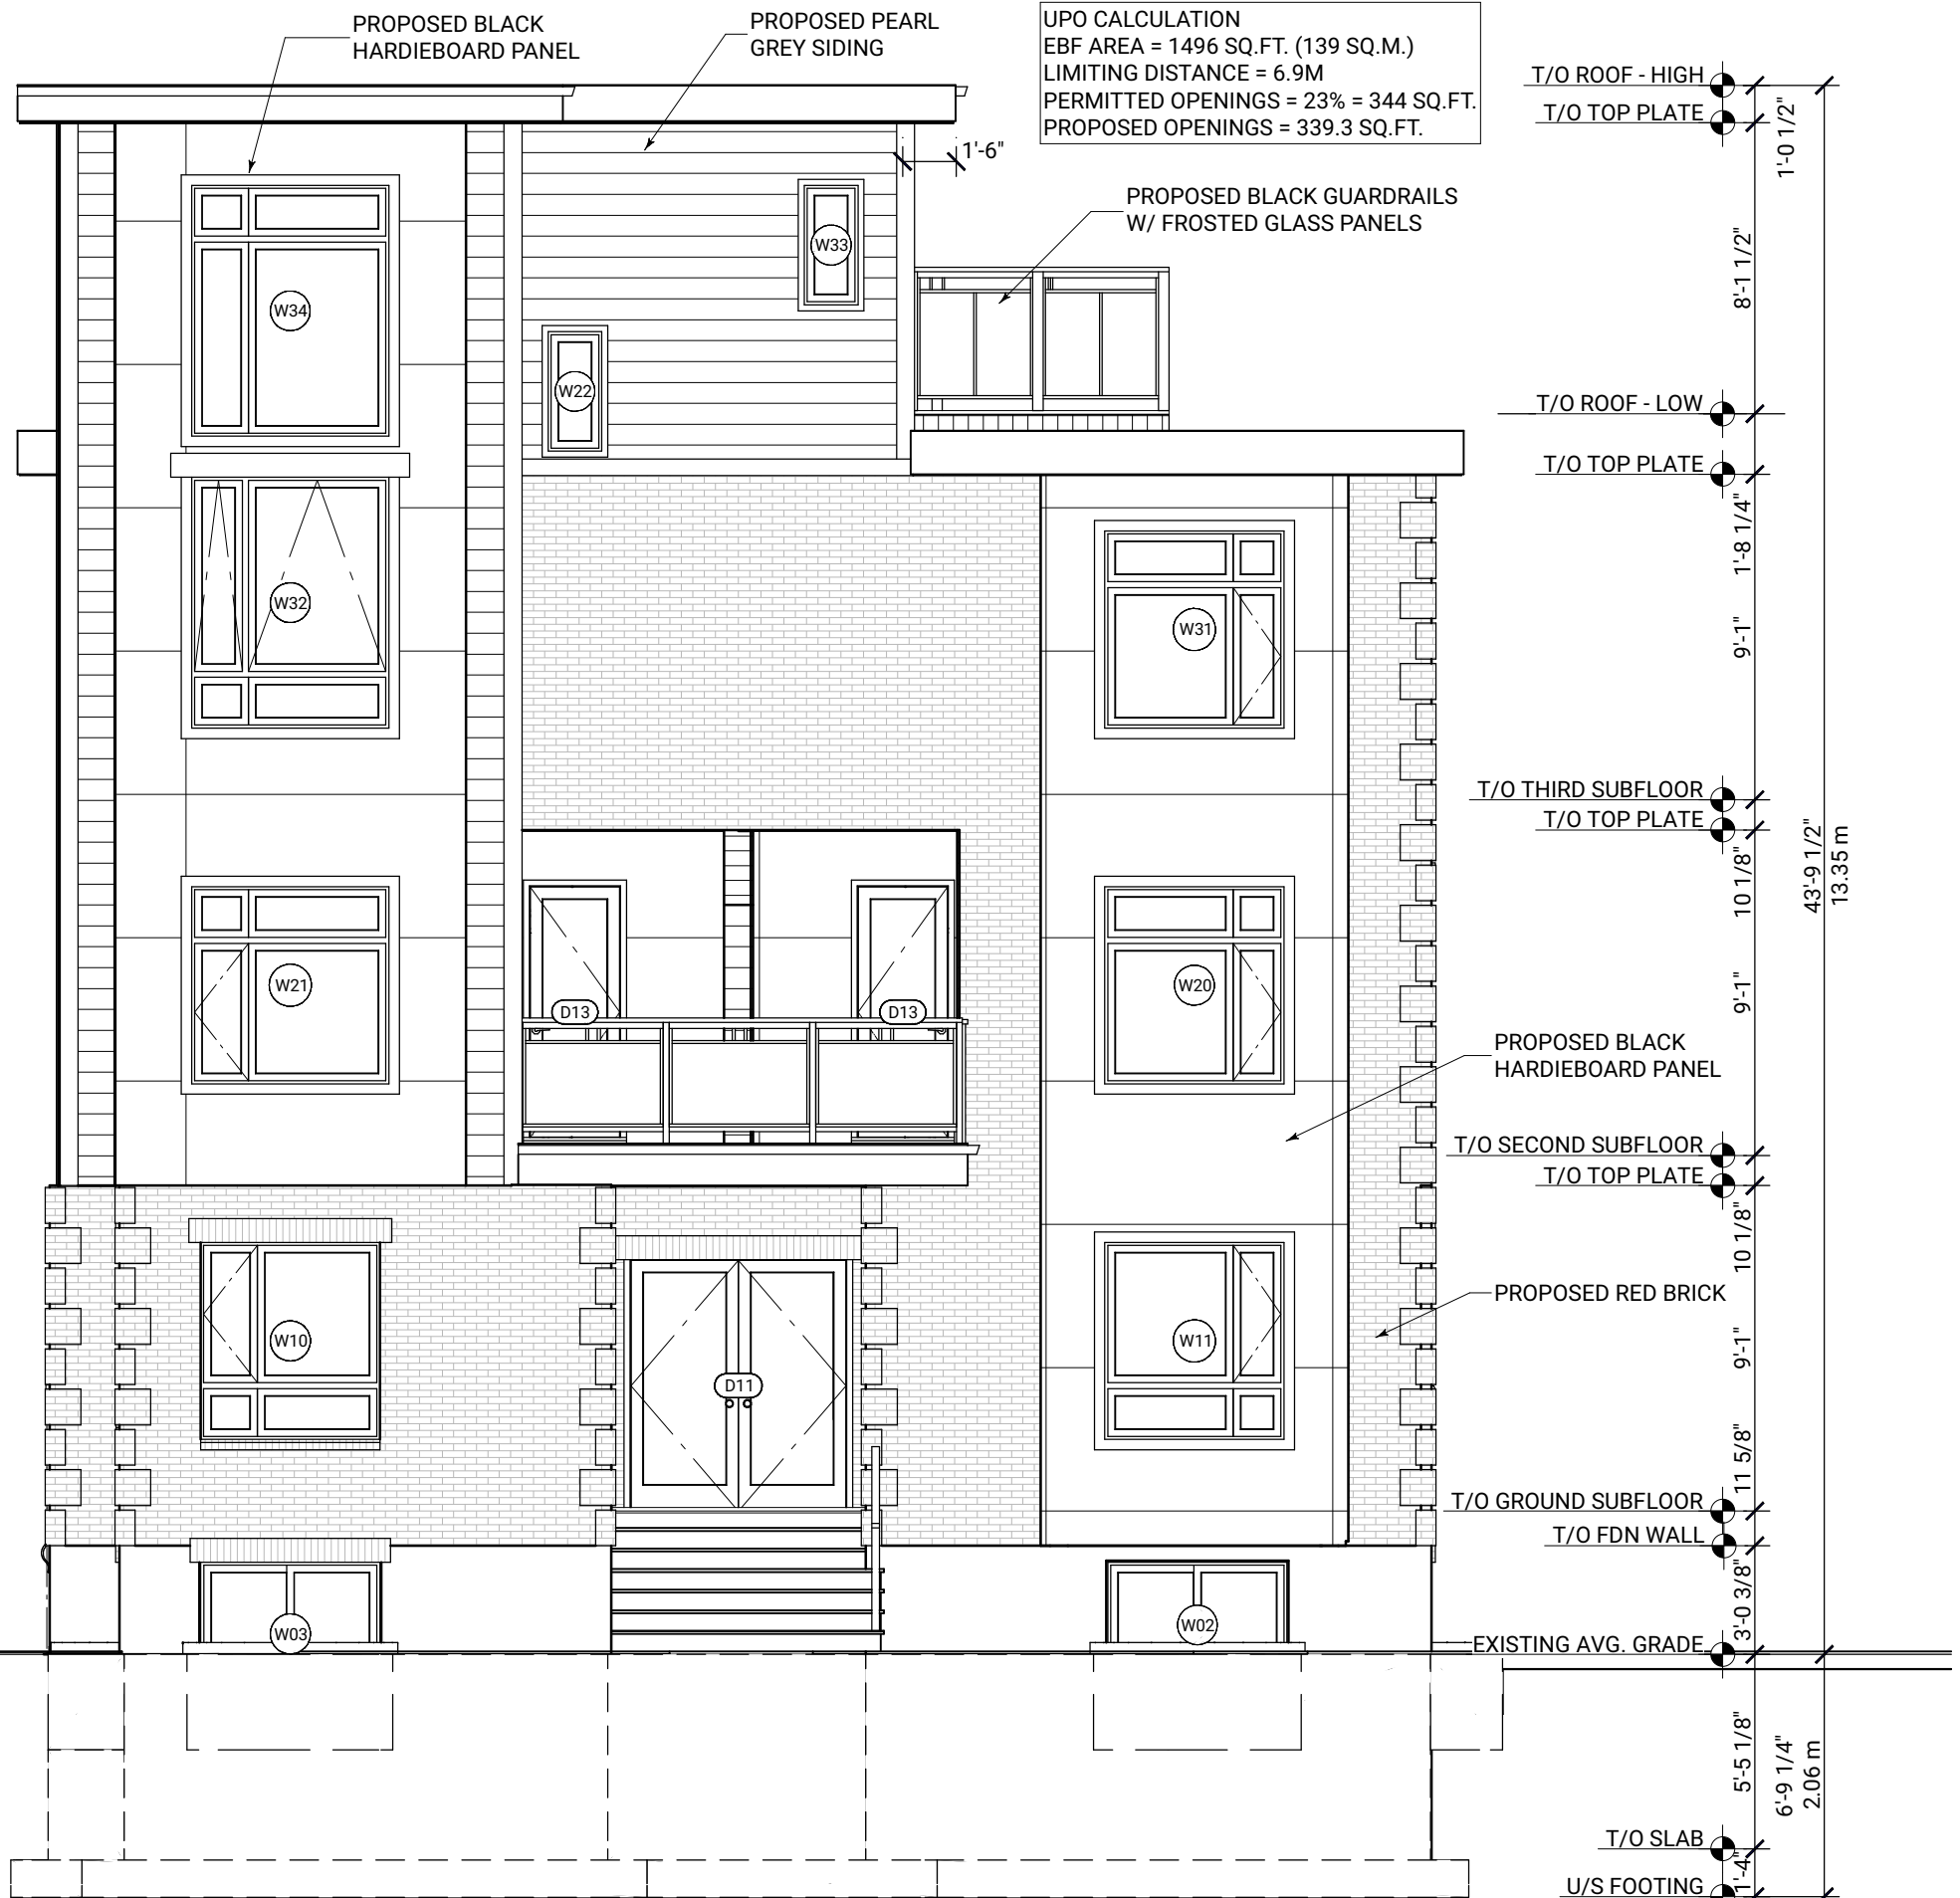 PROPOSED BLACK
HARDIEBOARD PANEL
PROPOSED PEARL
GREY SIDING
UPO CALCULATION
EBF AREA = 1496 SQ.FT. (139 SQ.M.)
LIMITING DISTANCE = 6.9M
PERMITTED OPENINGS = 23% = 344 SQ.FT.
PROPOSED OPENINGS = 339.3 SQ.FT.
T/O ROOF - HIGH
T/O TOP PLATE
1'-0 1/2"
1'-6"
PROPOSED BLACK GUARDRAILS
W/ FROSTED GLASS PANELS
W33
8'-1 1/2"
W34
W22
T/O ROOF - LOW
T/O TOP PLATE
1'-8 1/4"
W32
W31
9'-1"
T/O THIRD SUBFLOOR
T/O TOP PLATE
10 1/8"
43'-9 1/2"
13.35 m
W21
D13
D13
W20
9'-1"
PROPOSED BLACK
HARDIEBOARD PANEL
T/O SECOND SUBFLOOR
T/O TOP PLATE
10 1/8"
PROPOSED RED BRICK
W10
D11
W11
9'-1"
11 5/8"
T/O GROUND SUBFLOOR
T/O FDN WALL
3'-0 3/8"
W03
W02
EXISTING AVG. GRADE
5'-5 1/8"
6'-9 1/4"
2.06 m
T/O SLAB
1'-4"
U/S FOOTING